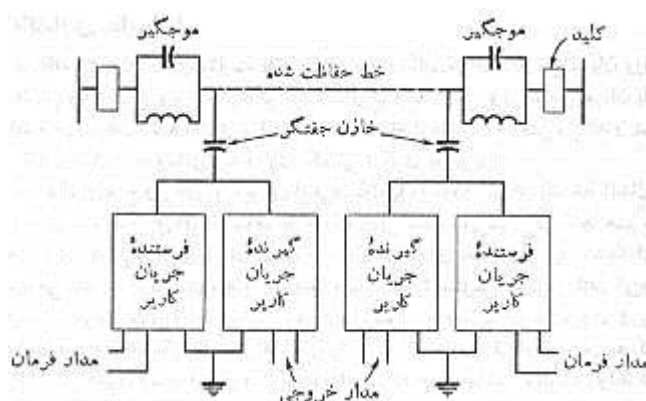 موجگیر
موجگیر
کلید
خط حفاظت شده
خازن جفتگر
فرستندهٔ
جریان
کاریر
گیرندهٔ
جریان
کاریر
گیرندهٔ
جریان
کاریر
فرستندهٔ
جریان
کاریر
مدار فرمان
مدار خروجی
مدار فرمان